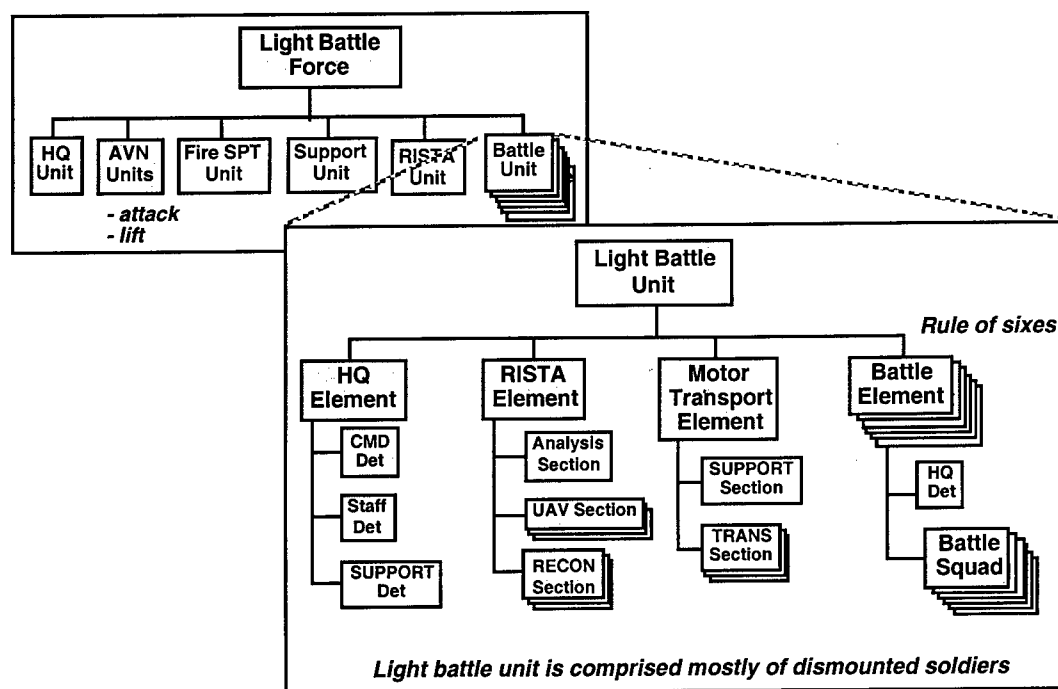 Light Battle
Force
HQ
Unit
AVN
Units
Fire SPT
Unit
Support
Unit
RISTA
Unit
Battle
Unit
- attack
- lift
Light Battle
Unit
Rule of sixes
HQ
Element
RISTA
Element
Motor
Transport
Element
Battle
Element
CMD
Det
Staff
Det
SUPPORT
Det
Analysis
Section
UAV Section
RECON
Section
SUPPORT
Section
TRANS
Section
HQ
Det
Battle
Squad
Light battle unit is comprised mostly of dismounted soldiers